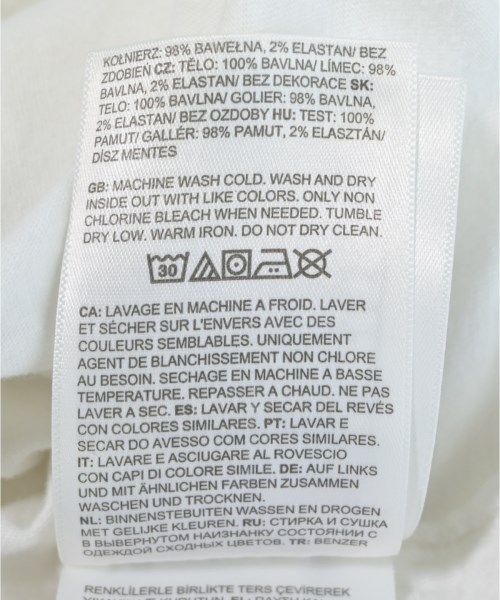 KOŁNIERZ: 98% BAWEŁNA, 2% ELASTAN/ BEZ
ZDOBIEŃ CZ: TĚLO: 100% BAVLNA/ LÍMEC: 98%
BAVLNA, 2% ELASTAN/ BEZ DEKORACE SK:
TELO: 100% BAVLNA/ GOLIER: 98% BAVLNA,
2% ELASTAN/ BEZ OZDOBY HU: TEST: 100%
PAMUT/ GALLÉR: 98% PAMUT, 2% ELASZTÁN/
DÍSZ MENTES
GB: MACHINE WASH COLD. WASH AND DRY
INSIDE OUT WITH LIKE COLORS. ONLY NON
CHLORINE BLEACH WHEN NEEDED. TUMBLE
DRY LOW. WARM IRON. DO NOT DRY CLEAN.
30
CA: LAVAGE EN MACHINE A FROID. LAVER
ET SÉCHER SUR L'ENVERS AVEC DES
COULEURS SEMBLABLES. UNIQUEMENT
AGENT DE BLANCHISSEMENT NON CHLORE
AU BESOIN. SECHAGE EN MACHINE A BASSE
TEMPERATURE. REPASSER A CHAUD. NE PAS
LAVER A SEC. ES: LAVAR Y SECAR DEL REVÉS
CON COLORES SIMILARES. PT: LAVAR E
SECAR DO AVESSO COM CORES SIMILARES.
IT: LAVARE E ASCIUGARE AL ROVESCIO
CON CAPI DI COLORE SIMILE. DE: AUF LINKS
UND MIT ÄHNLICHEN FARBEN ZUSAMMEN
WASCHEN UND TROCKNEN.
NL: BINNENSTEBUITEN WASSEN EN DROGEN
MET GELIJKE KLEUREN. RU: СТИРКА И СУШКА
В ВЫВЕРНУТОМ НАИЗНАНКУ СОСТОЯНИИ С
ОДЕЖДОЙ СХОДНЫХ ЦВЕТОВ. TR: BENZER
RENKLILERLE BIRLIKTE TERS ÇEVIREREK